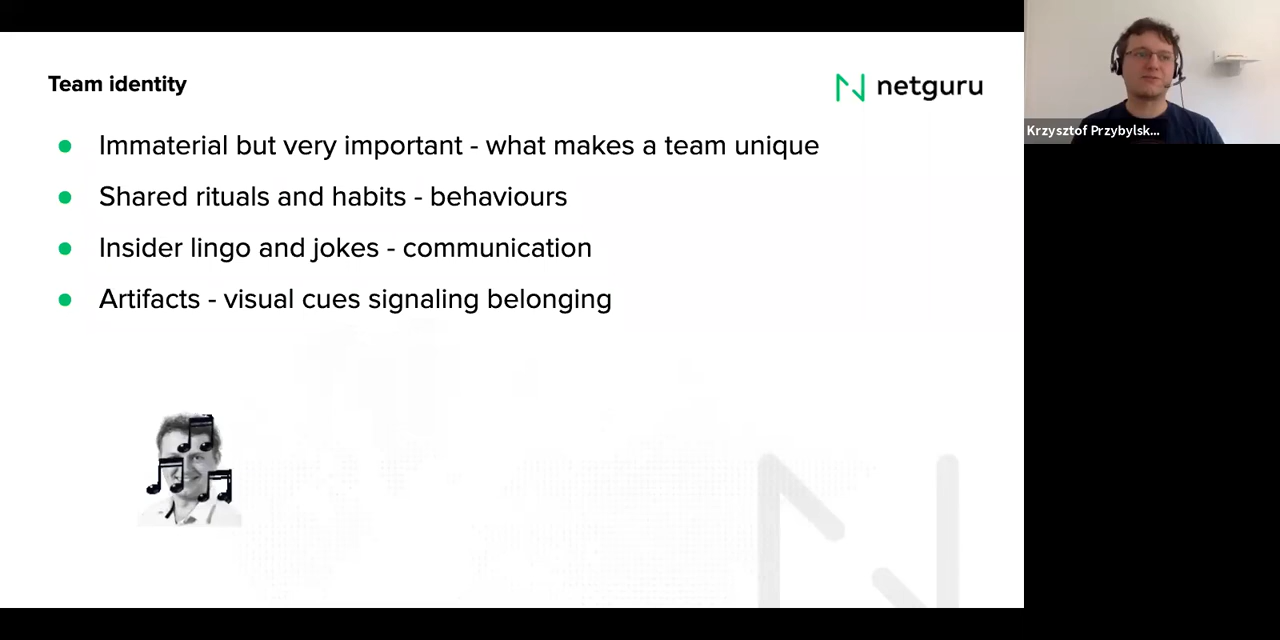 Team identity
netguru
Immaterial but very important - what makes a team unique
Shared rituals and habits - behaviours
Insider lingo and jokes - communication
Artifacts - visual cues signaling belonging
Krzysztof Przybylsk...